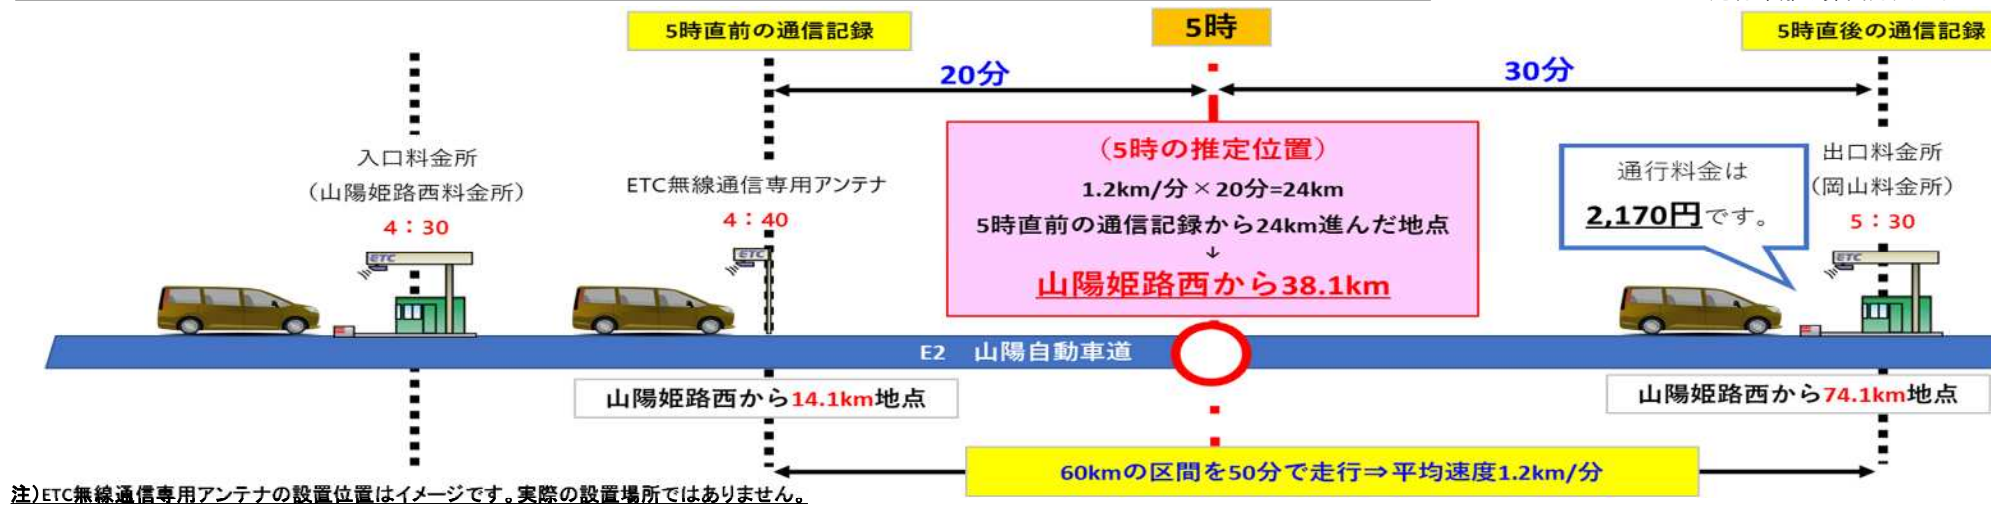 5時直前の通信記録
5時
5時直後の通信記録
20分
30分
入口料金所
（山陽姫路西料金所）
4：30
ETC無線通信専用アンテナ
4：40
（5時の推定位置）
1.2km/分×20分=24km
5時直前の通信記録から24km進んだ地点
↓
山陽姫路西から38.1km
通行料金は
2,170円です。
出口料金所
（岡山料金所）
5：30
ETC
ETC
ETC
E2 山陽自動車道
山陽姫路西から14.1km地点
山陽姫路西から74.1km地点
60kmの区間を50分で走行⇒平均速度1.2km/分
注）ETC無線通信専用アンテナの設置位置はイメージです。実際の設置場所ではありません。